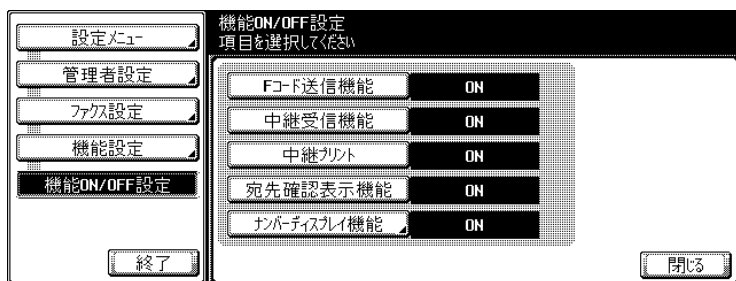 設定ﾒﾆｭｰ
管理者設定
ﾌｧｸｽ設定
機能設定
機能ON/OFF設定
終了
機能ON/OFF設定
項目を選択してください
Fｺｰﾄﾞ送信機能 ON
中継受信機能 ON
中継ﾌﾟﾘﾝﾄ ON
宛先確認表示機能 ON
ﾅﾝﾊﾞｰﾃﾞｨｽﾌﾟﾚｲ機能 ON
閉じる